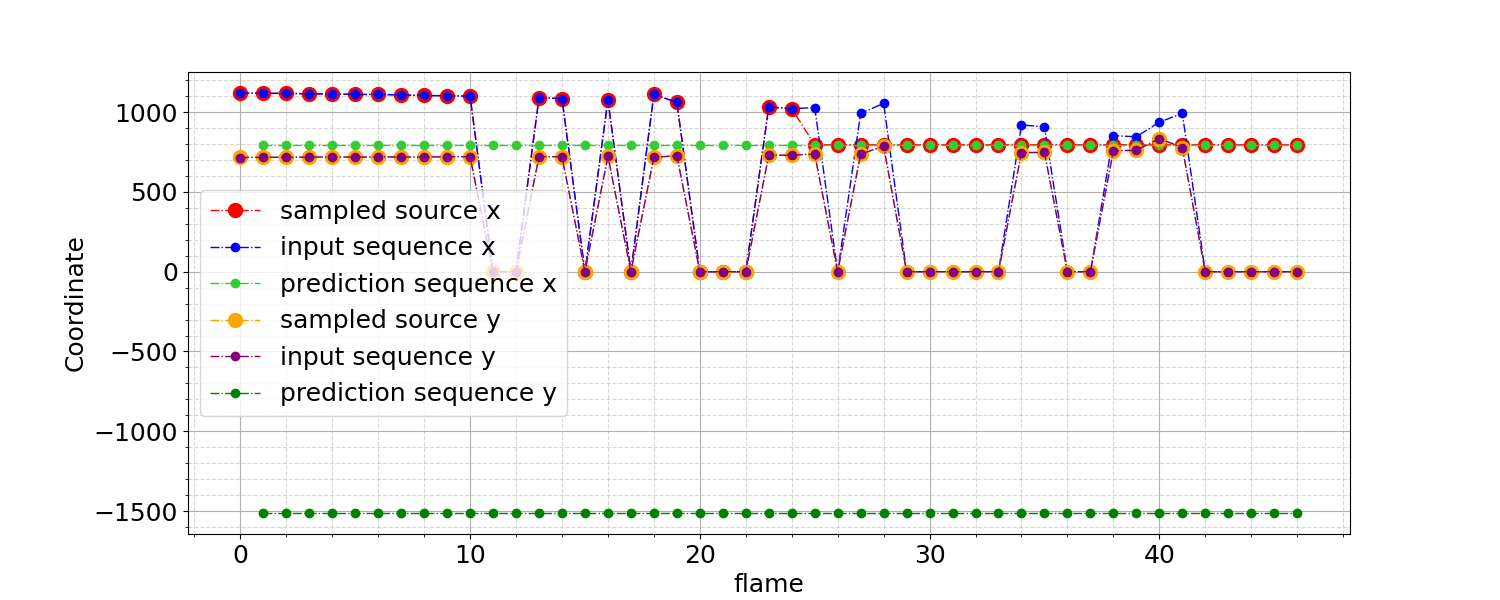 1000
500
0
−500
−1000
−1500
Coordinate
sampled source x
input sequence x
prediction sequence x
sampled source y
input sequence y
prediction sequence y
0 10 20 30 40
flame